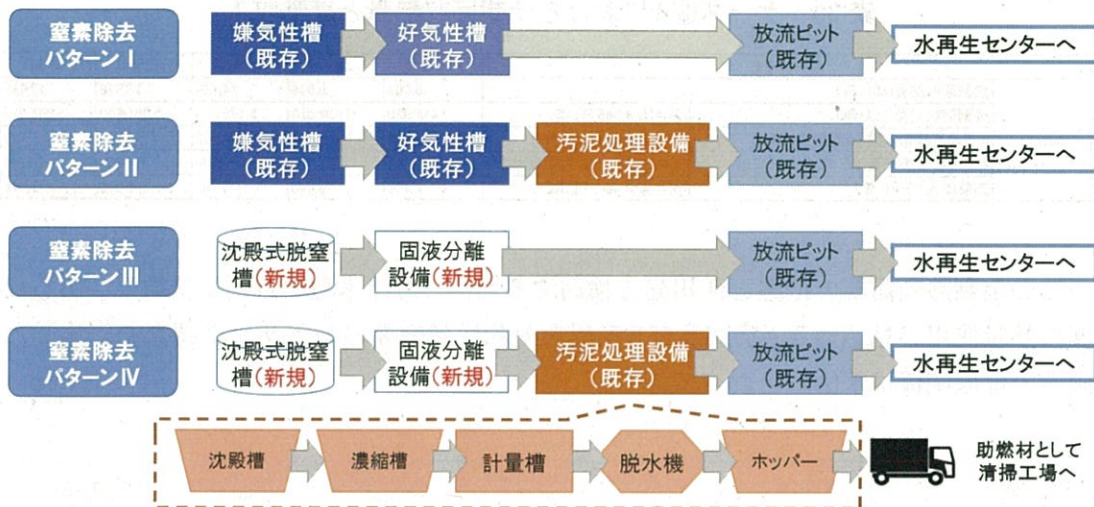 窒素除去
パターンⅠ
嫌気性槽
(既存)
好気性槽
(既存)
放流ピット
(既存)
水再生センターへ
窒素除去
パターンⅡ
嫌気性槽
(既存)
好気性槽
(既存)
汚泥処理設備
(既存)
放流ピット
(既存)
水再生センターへ
窒素除去
パターンⅢ
沈殿式脱窒
槽(新規)
固液分離
設備(新規)
放流ピット
(既存)
水再生センターへ
窒素除去
パターンⅣ
沈殿式脱窒
槽(新規)
固液分離
設備(新規)
汚泥処理設備
(既存)
放流ピット
(既存)
水再生センターへ
沈殿槽
濃縮槽
計量槽
脱水機
ホッパー
助燃材として
清掃工場へ